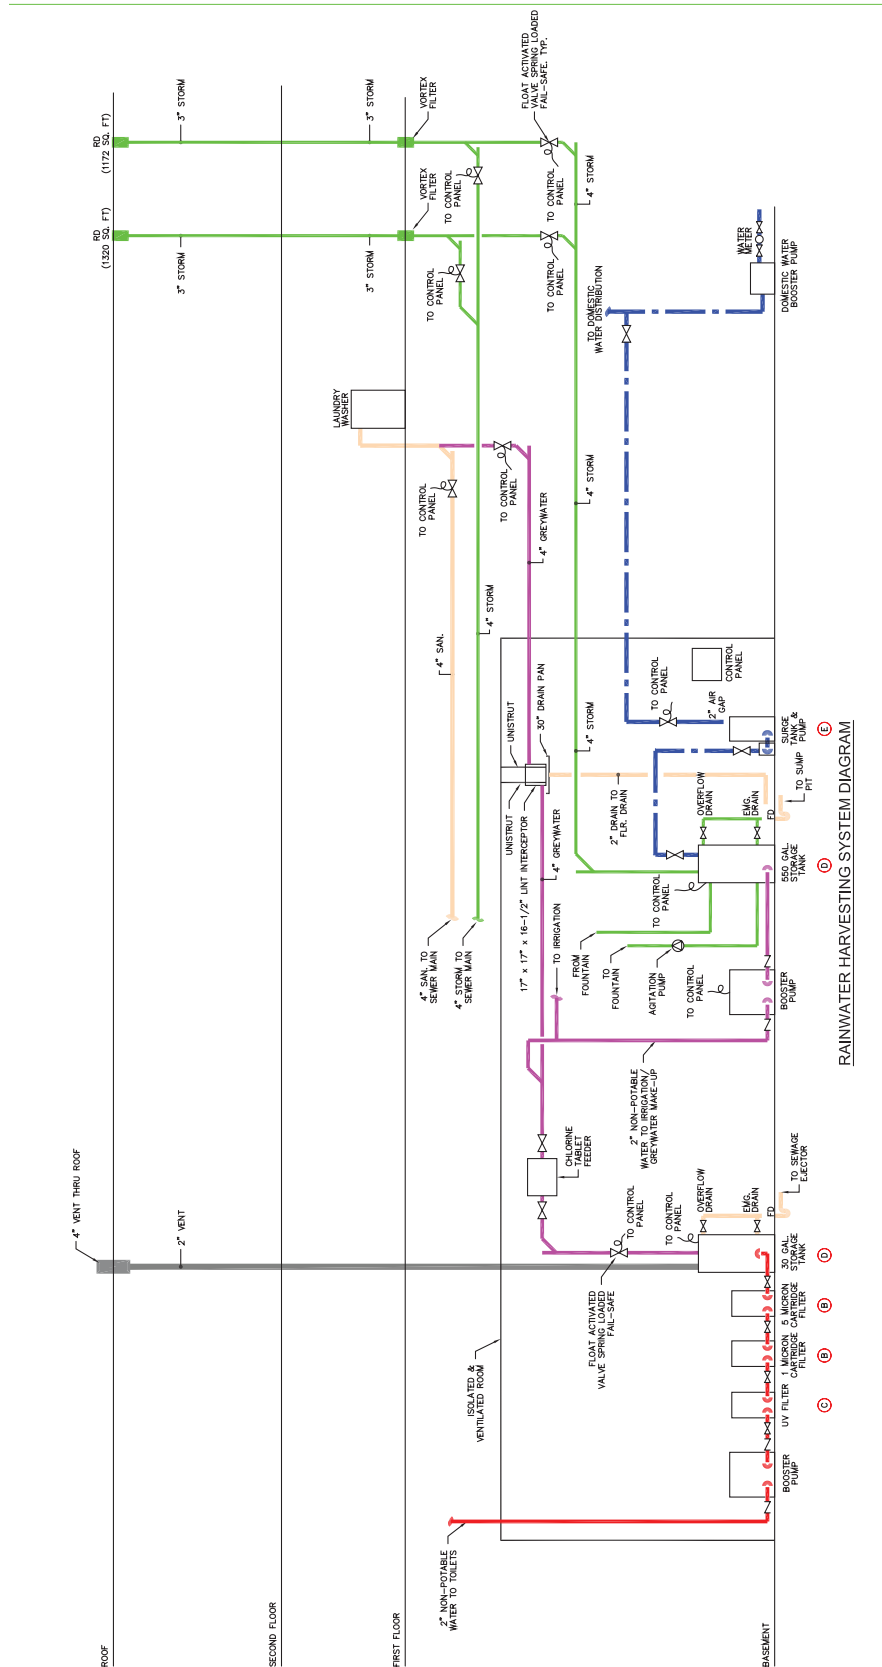 ROOF
SECOND FLOOR
FIRST FLOOR
BASEMENT
4" VENT THRU ROOF
2" VENT
RD
(1320 SQ. FT)
RD
(1172 SQ. FT)
3" STORM
3" STORM
3" STORM
3" STORM
VORTEX
FILTER
VORTEX
FILTER
FLOAT ACTIVATED
VALVE SPRING LOADED
FAIL-SAFE. TYP.
TO CONTROL
PANEL
TO CONTROL
PANEL
TO CONTROL
PANEL
TO CONTROL
PANEL
LAUNDRY
WASHER
TO CONTROL
PANEL
TO CONTROL
PANEL
4" SAN.
4" STORM
4" GREYWATER
4" STORM
4" STORM
4" STORM
4" SAN. TO
SEWER MAIN
4" STORM TO
SEWER MAIN
UNISTRUT
UNISTRUT
30" DRAIN PAN
17" x 17" x 16-1/2" LINT INTERCEPTOR
4" GREYWATER
2" DRAIN TO
FLR. DRAIN
TO IRRIGATION
FROM
FOUNTAIN
TO
FOUNTAIN
AGITATION
PUMP
TO CONTROL
PANEL
TO CONTROL
PANEL
OVERFLOW
DRAIN
EMG.
DRAIN
FD
TO SUMP
PIT
TO DOMESTIC
WATER DISTRIBUTION
WATER
METER
DOMESTIC WATER
BOOSTER PUMP
TO CONTROL
PANEL
2" AIR
GAP
CONTROL
PANEL
SURGE
TANK &
PUMP
E
550 GAL.
STORAGE
TANK
D
BOOSTER
PUMP
2" NON-POTABLE
WATER TO IRRIGATION/
GREYWATER MAKE-UP
CHLORINE
TABLET
FEEDER
TO CONTROL
PANEL
TO CONTROL
PANEL
FLOAT ACTIVATED
VALVE SPRING LOADED
FAIL-SAFE
OVERFLOW
DRAIN
EMG.
DRAIN
FD
TO SEWAGE
EJECTOR
ISOLATED &
VENTILATED ROOM
2" NON-POTABLE
WATER TO TOILETS
BOOSTER
PUMP
UV FILTER
C
1 MICRON
CARTRIDGE
FILTER
B
5 MICRON
CARTRIDGE
FILTER
B
30 GAL.
STORAGE
TANK
D
RAINWATER HARVESTING SYSTEM DIAGRAM